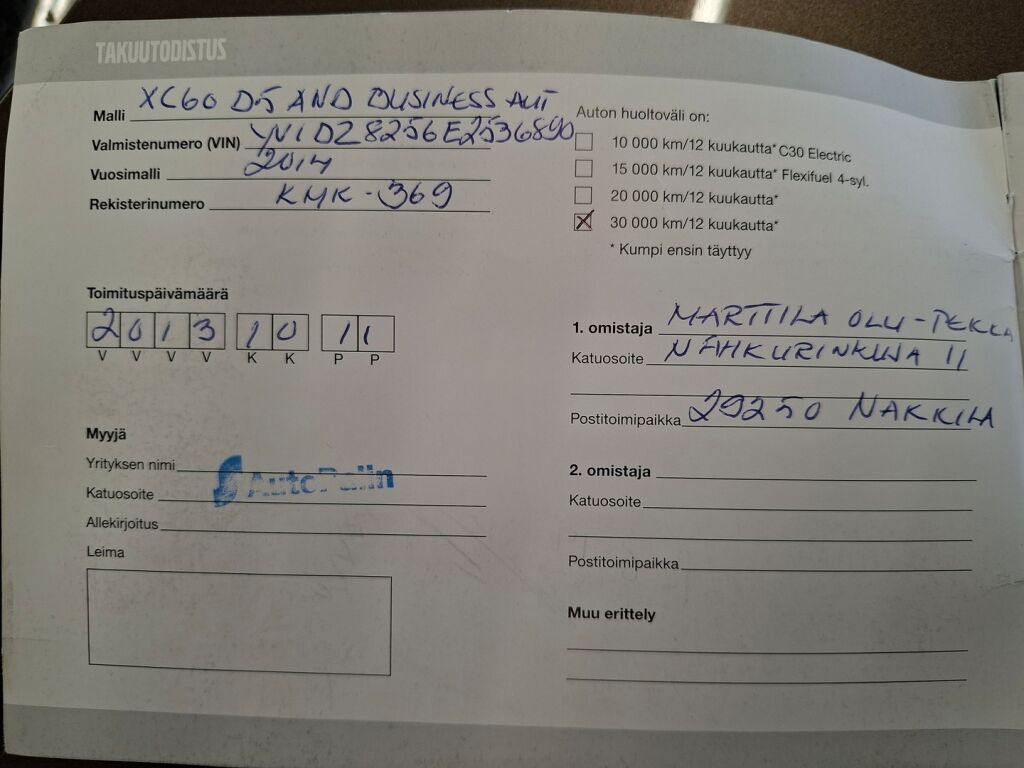 TAKUUTODISTUS
Malli XC60 D5 AWD BUSINESS AUT
Valmistenumero (VIN) YV1DZ8256E2536890
Vuosimalli 2014
Rekisterinumero KMK-369
Auton huoltoväli on:
10 000 km/12 kuukautta* C30 Electric
15 000 km/12 kuukautta* Flexifuel 4-syl.
20 000 km/12 kuukautta*
30 000 km/12 kuukautta*
* Kumpi ensin täyttyy
Toimituspäivämäärä
2013 10 11
V V V V K K P P
1. omistaja MARTTILA OLLI-PEKKA
Katuosoite NAHKURINKUJA 11
Postitoimipaikka 29250 NAKKILA
Myyjä
Yrityksen nimi
AutoPalin
Katuosoite
Allekirjoitus
Leima
2. omistaja
Katuosoite
Postitoimipaikka
Muu erittely